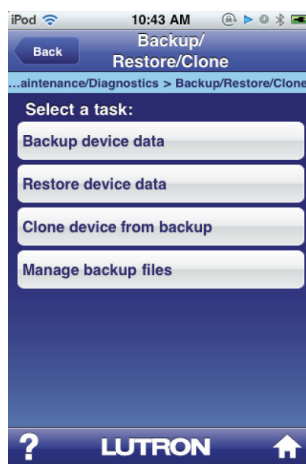 iPod 10:43 AM
Back
Backup/
Restore/Clone
...aintenance/Diagnostics > Backup/Restore/Clone
Select a task:
Backup device data
Restore device data
Clone device from backup
Manage backup files
? LUTRON